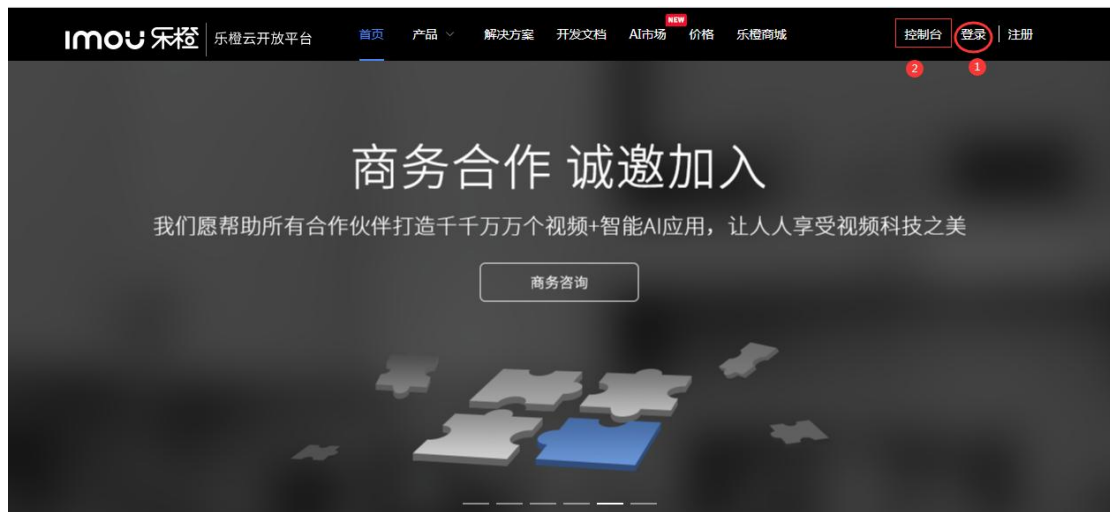 imou 乐橙 乐橙云开放平台 首页 产品 解决方案 开发文档 AI市场 NEW 价格 乐橙商城 控制台 登录 注册
2 1
商务合作 诚邀加入
我们愿帮助所有合作伙伴打造千千万万个视频+智能AI应用，让人人享受视频科技之美
商务咨询